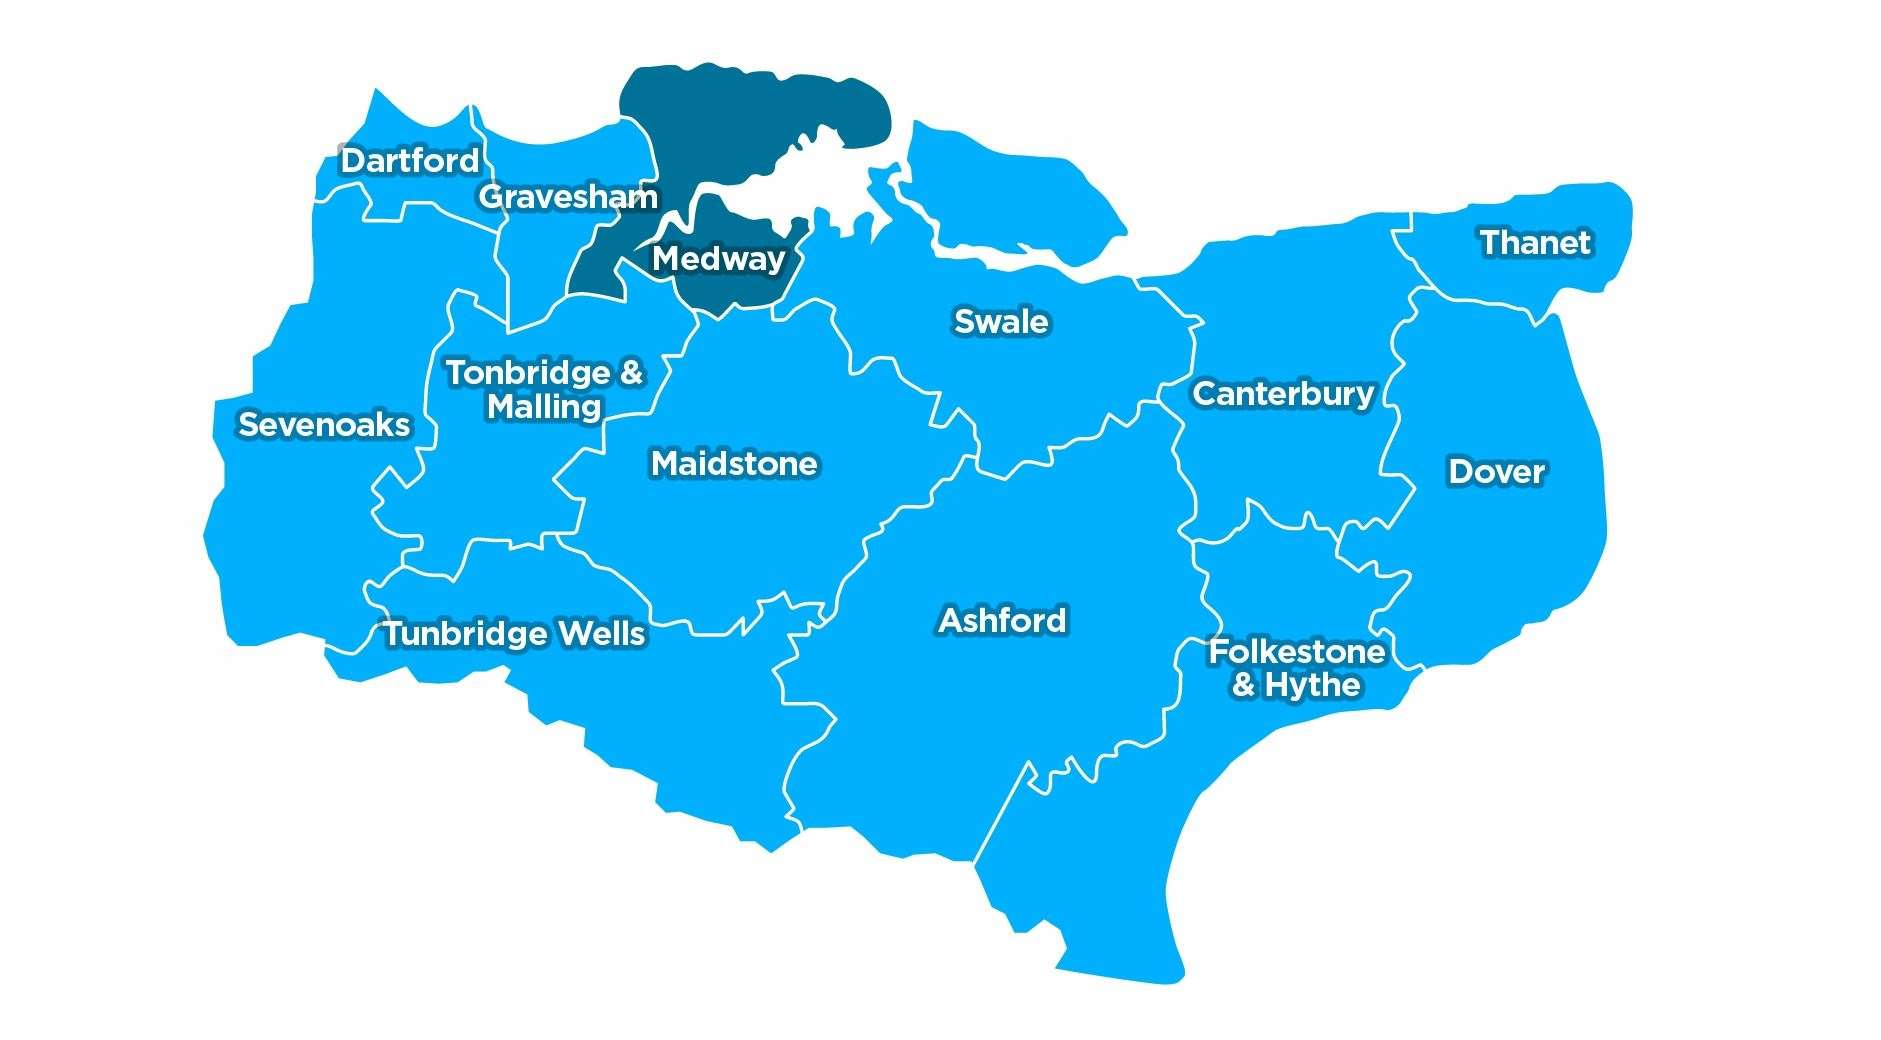 Dartford
Gravesham
Medway
Thanet
Swale
Tonbridge &
Malling
Canterbury
Sevenoaks
Maidstone
Dover
Ashford
Tunbridge Wells
Folkestone
& Hythe